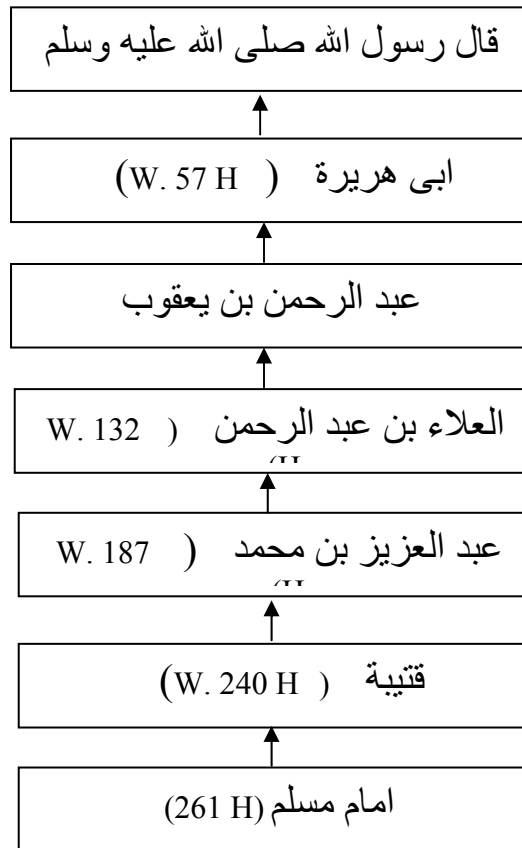 قال رسول الله صلى الله عليه وسلم
ابى هريرة (W. 57 H)
عبد الرحمن بن يعقوب
العلاء بن عبد الرحمن (W. 132
H)
عبد العزيز بن محمد (W. 187
H)
قتيبة (W. 240 H)
امام مسلم (261 H)